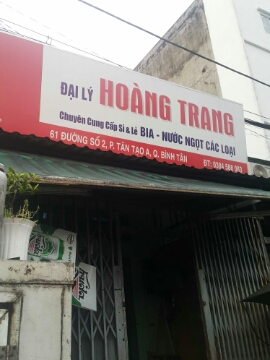 ĐẠI LÝ HOÀNG TRANG
Chuyên Cung Cấp Sỉ & Lẻ BIA - NƯỚC NGỌT CÁC LOẠI
61 ĐƯỜNG SỐ 2, P. TÂN TẠO A, Q. BÌNH TÂN ĐT: